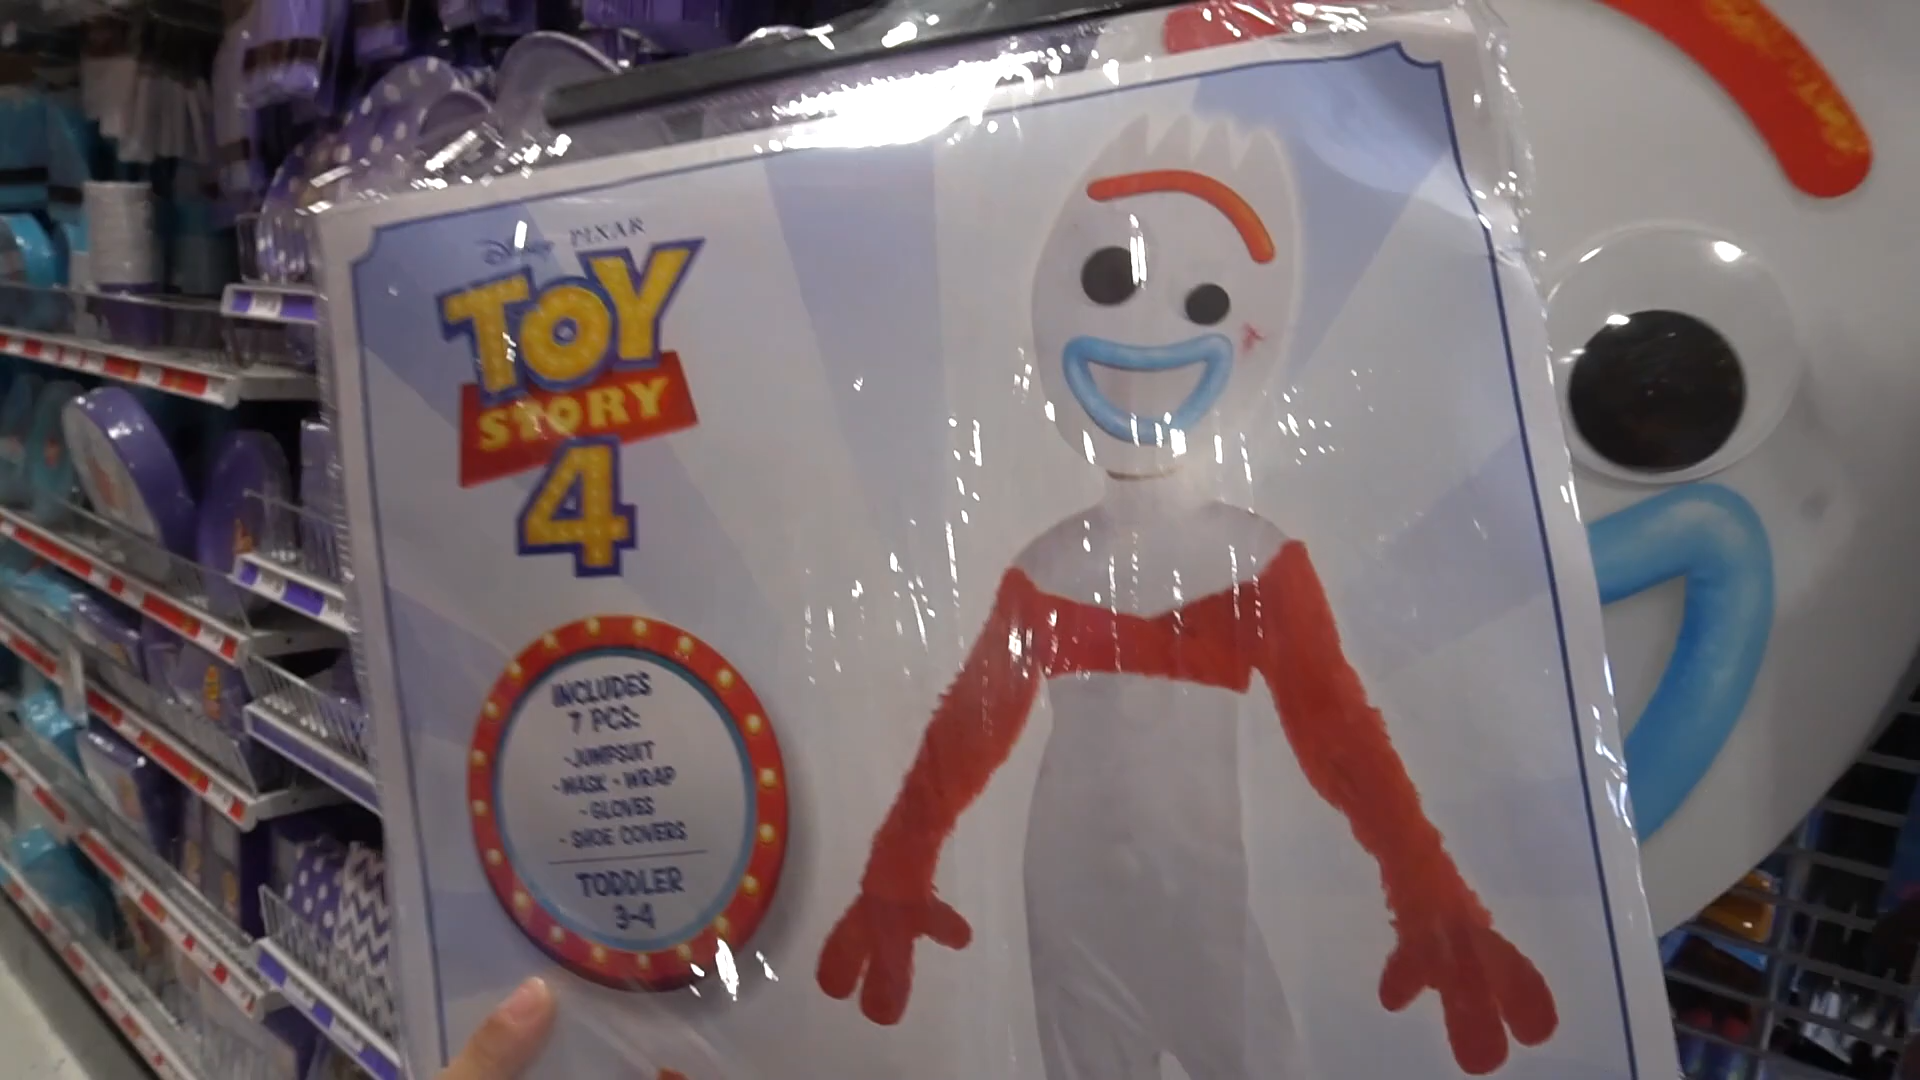 Disney PIXAR
TOY
STORY
4
INCLUDES
7 PCS:
-JUMPSUIT
-MASK - WRAP
-GLOVES
- SHOE COVERS
TODDLER
3-4